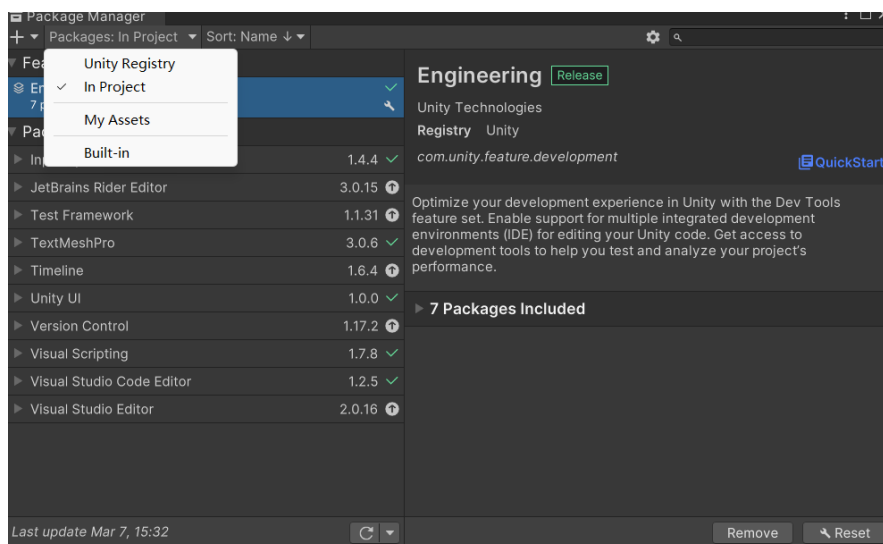 Package Manager
Packages: In Project Sort: Name
Unity Registry
In Project
My Assets
Built-in
Fea
En
7 p
Pac
Inp 1.4.4
JetBrains Rider Editor 3.0.15
Test Framework 1.1.31
TextMeshPro 3.0.6
Timeline 1.6.4
Unity UI 1.0.0
Version Control 1.17.2
Visual Scripting 1.7.8
Visual Studio Code Editor 1.2.5
Visual Studio Editor 2.0.16
Last update Mar 7, 15:32
Engineering Release
Unity Technologies
Registry Unity
com.unity.feature.development
QuickStart
Optimize your development experience in Unity with the Dev Tools
feature set. Enable support for multiple integrated development
environments (IDE) for editing your Unity code. Get access to
development tools to help you test and analyze your project's
performance.
7 Packages Included
Remove Reset